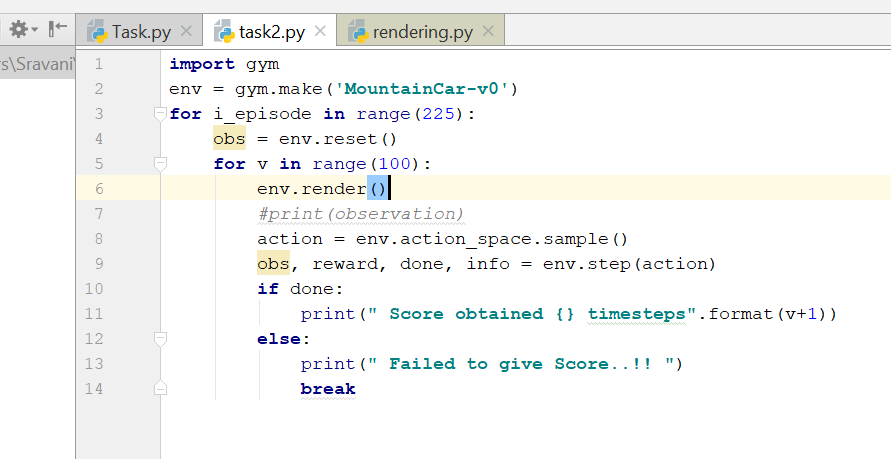 Task.py task2.py rendering.py
rs\Sravani\
1 import gym
2 env = gym.make('MountainCar-v0')
3 for i_episode in range(225):
4     obs = env.reset()
5     for v in range(100):
6         env.render()
7         #print(observation)
8         action = env.action_space.sample()
9         obs, reward, done, info = env.step(action)
10         if done:
11             print(" Score obtained {} timesteps".format(v+1))
12         else:
13             print(" Failed to give Score..!! ")
14             break